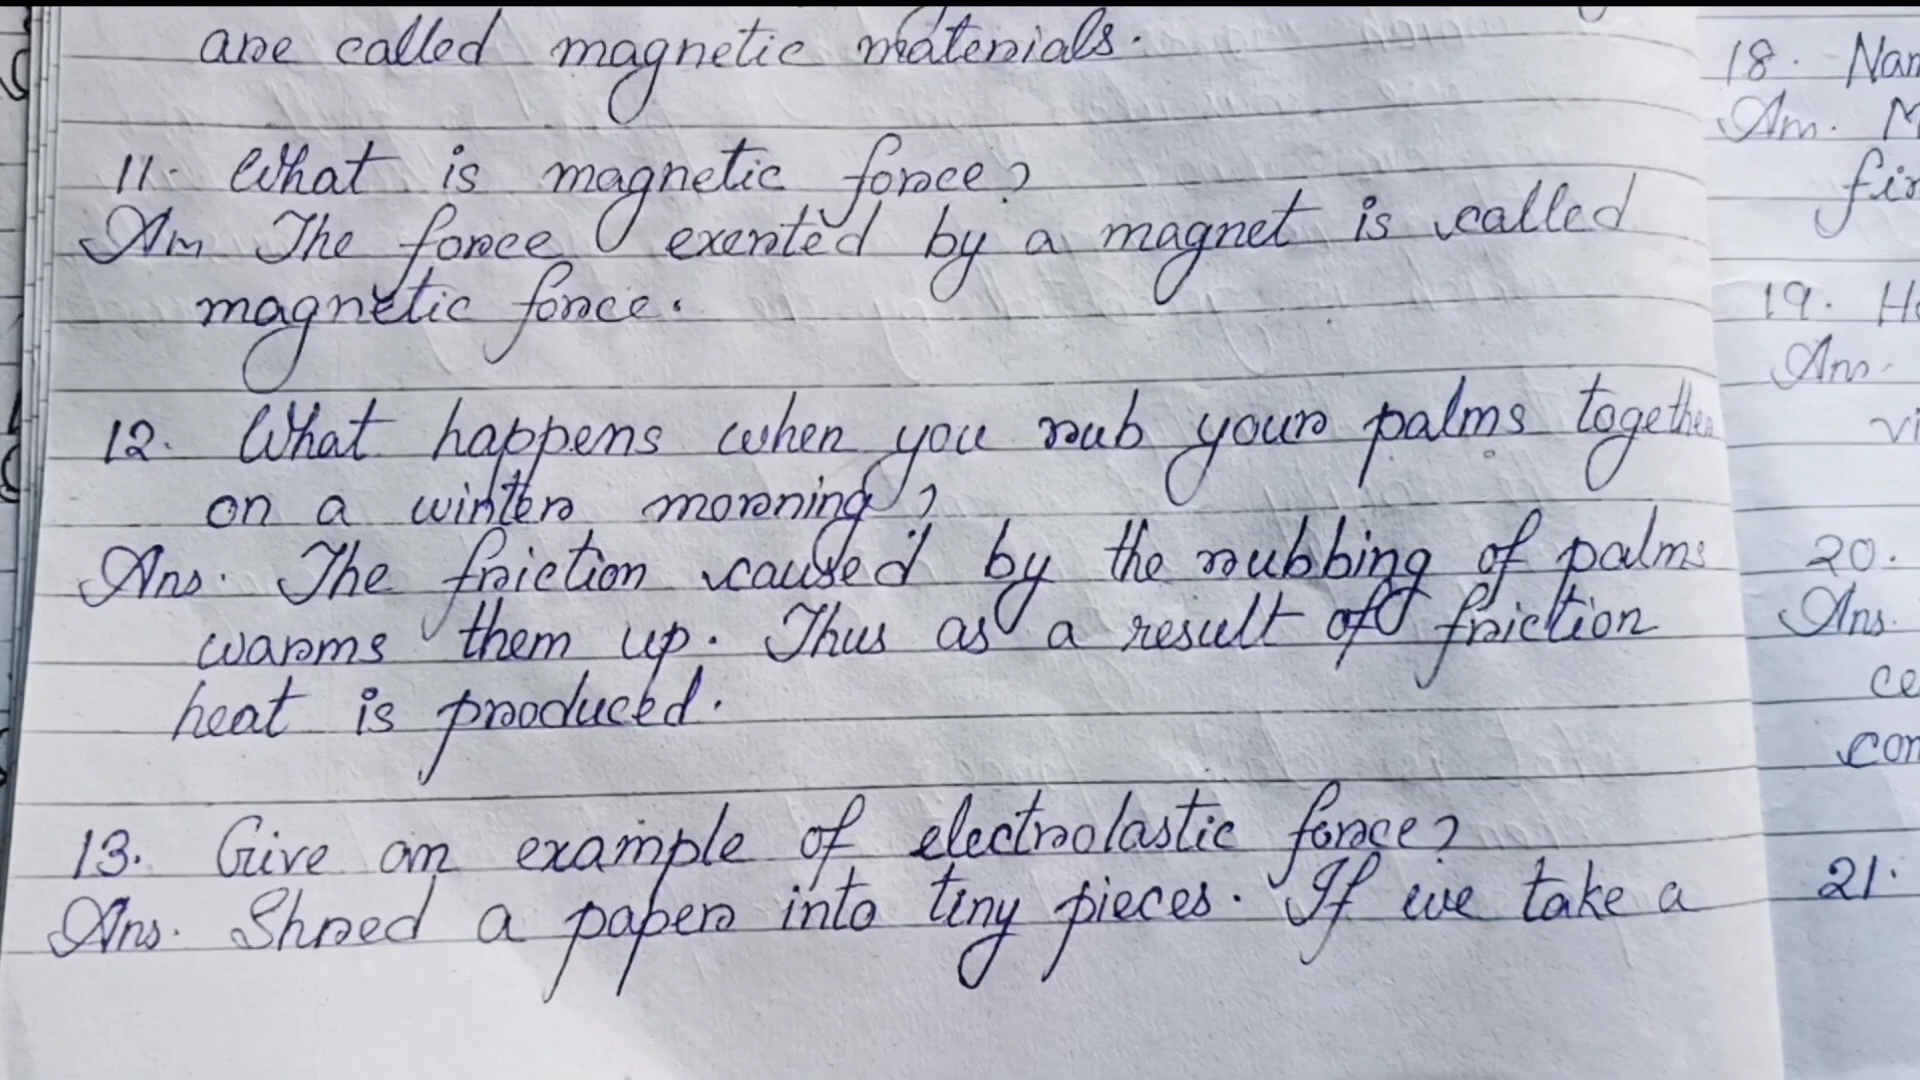 are called magnetic materials.
11. What is magnetic force?
Ans The force exerted by a magnet is called
magnetic force.
12. What happens when you rub your palms together
on a winter morning?
Ans. The friction caused by the rubbing of palms
warms them up. Thus as a result of friction
heat is produced.
13. Give an example of electrolastic force?
Ans. Shred a paper into tiny pieces. If we take a
18. Nam
Ans. M
fir
19. Ho
Ans.
vi
20.
Ans.
ce
con
21.